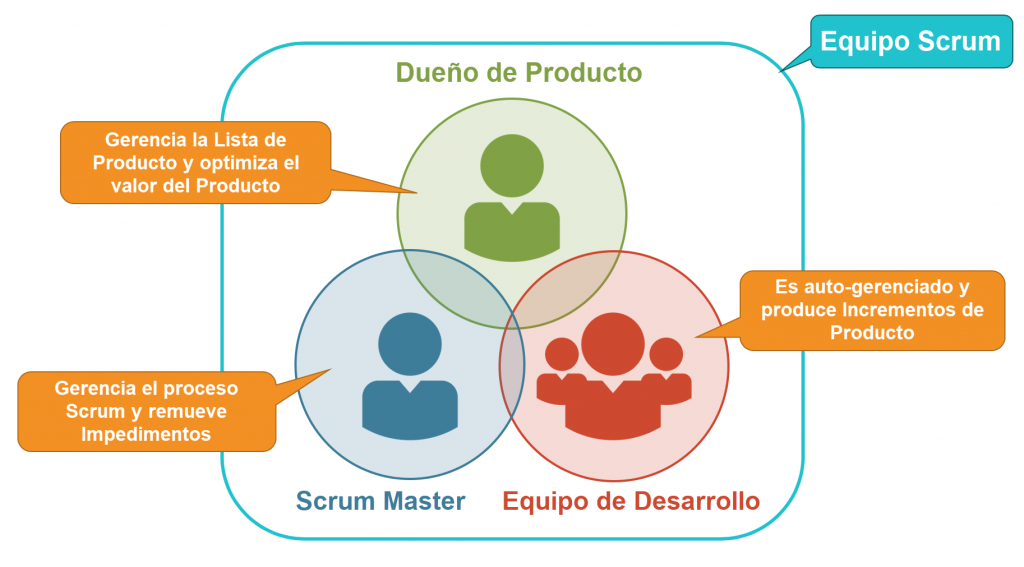 Equipo Scrum
Dueño de Producto
Gerencia la Lista de
Producto y optimiza el
valor del Producto
Es auto-gerenciado y
produce Incrementos de
Producto
Gerencia el proceso
Scrum y remueve
Impedimentos
Scrum Master
Equipo de Desarrollo